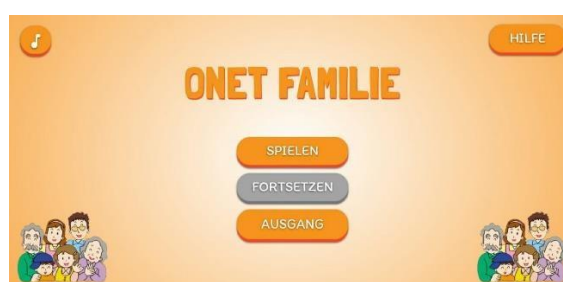 HILFE
ONET FAMILIE
SPIELEN
FORTSETZEN
AUSGANG